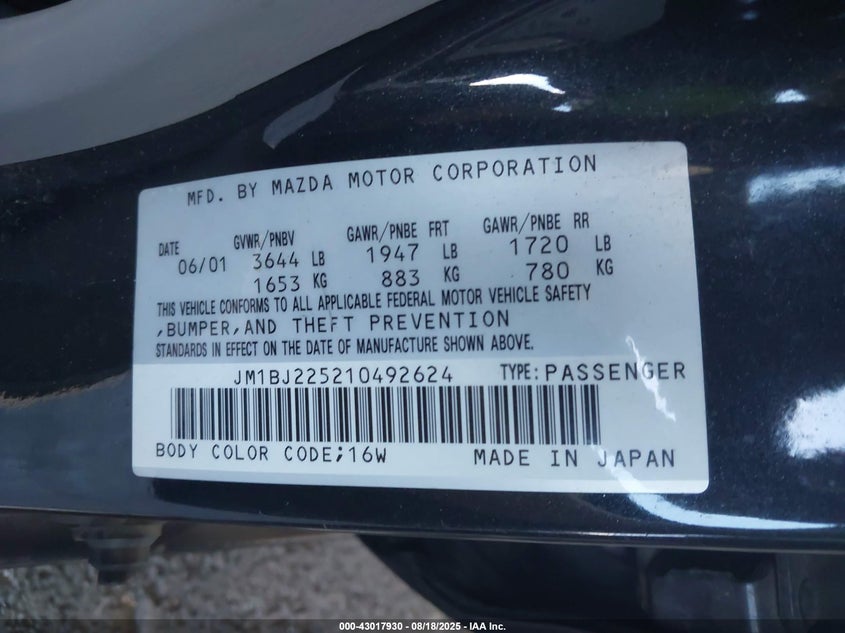 MFD. BY MAZDA MOTOR CORPORATION
DATE GVWR/PNBV GAWR/PNBE FRT GAWR/PNBE RR
06/01 3644 LB 1947 LB 1720 LB
1653 KG 883 KG 780 KG
THIS VEHICLE CONFORMS TO ALL APPLICABLE FEDERAL MOTOR VEHICLE SAFETY
,BUMPER,AND THEFT PREVENTION
STANDARDS IN EFFECT ON THE DATE OF MANUFACTURE SHOWN ABOVE.
JM1BJ225210492624 TYPE:PASSENGER
BODY COLOR CODE;16W MADE IN JAPAN
000-43017930 - 08/18/2025 - IAA Inc.